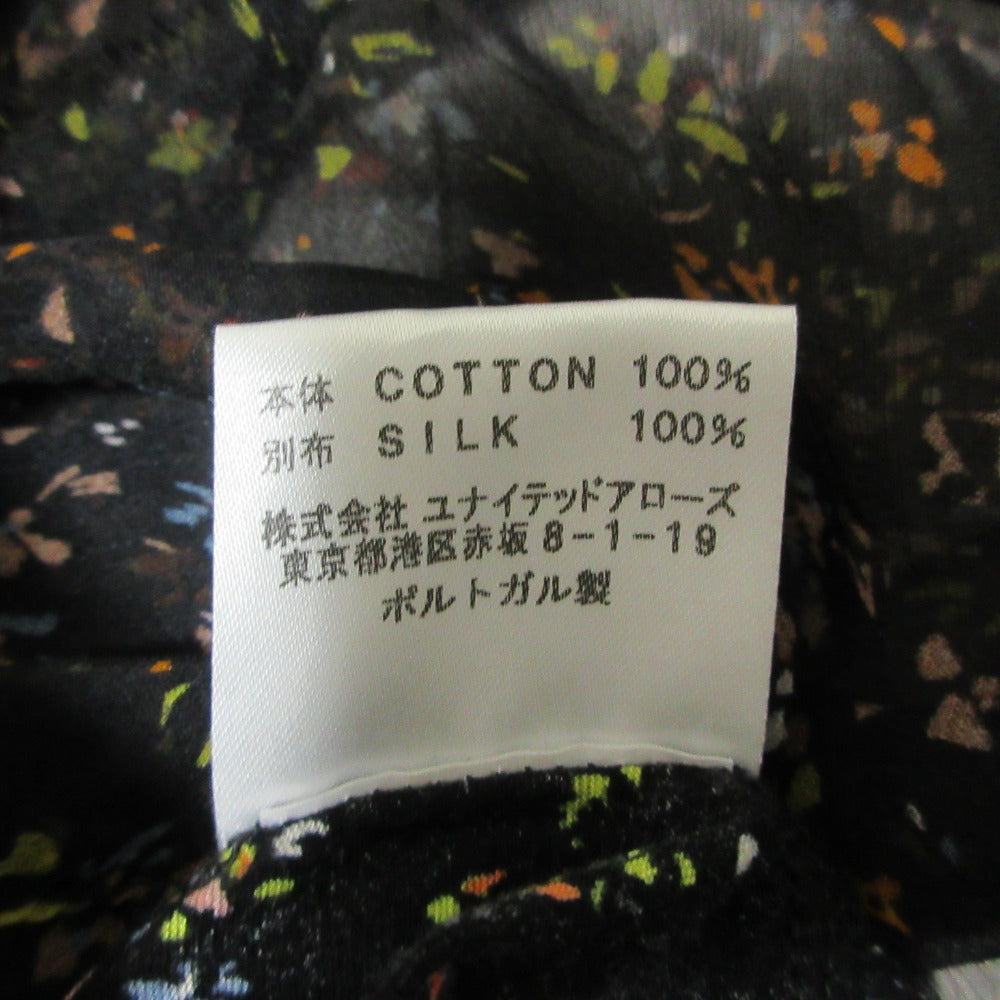 本体 COTTON 100%
別布 SILK 100%
株式会社 ユナイテッドアローズ
東京都港区赤坂 8-1-19
ポルトガル製